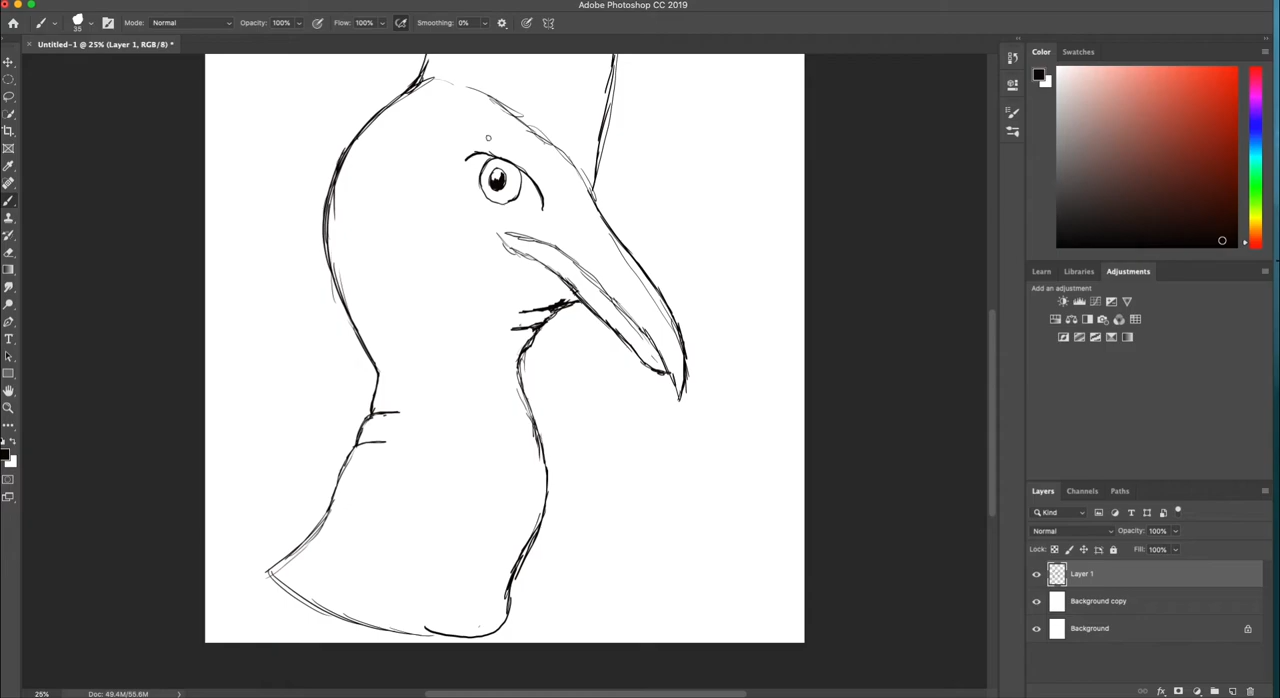 Adobe Photoshop CC 2019
35 Mode: Normal Opacity: 100% Flow: 100% Smoothing: 0%
× Untitled-1 @ 25% (Layer 1, RGB/8) *
Color Swatches
Learn Libraries Adjustments
Add an adjustment
Layers Channels Paths
Kind
Normal Opacity: 100%
Lock: Fill: 100%
Layer 1
Background copy
Background
25% Doc: 49.4M/55.6M